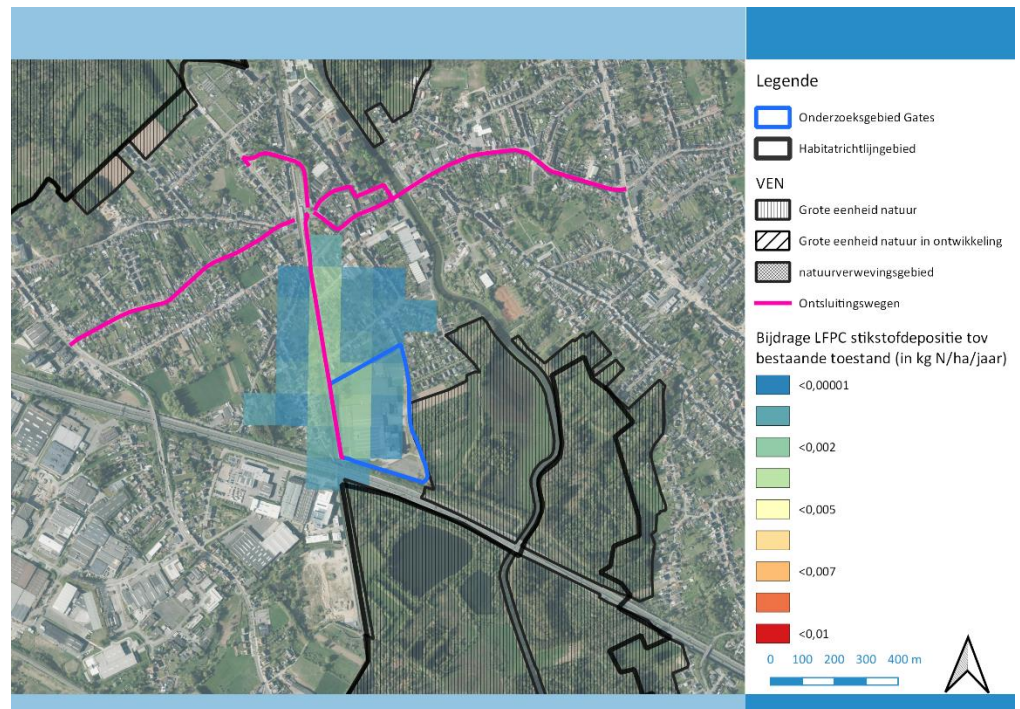 Legende
Onderzoeksgebied Gates
Habitatrichtlijngebied
VEN
Grote eenheid natuur
Grote eenheid natuur in ontwikkeling
natuurverwevingsgebied
Ontsluitingswegen
Bijdrage LFPC stikstofdepositie tov
bestaande toestand (in kg N/ha/jaar)
<0,00001
<0,002
<0,005
<0,007
<0,01
0 100 200 300 400 m